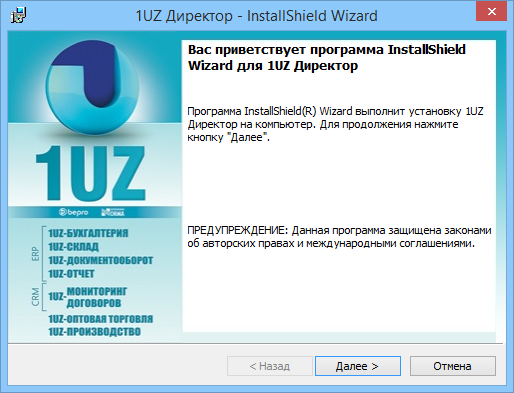 1UZ Директор - InstallShield Wizard
Вас приветствует программа InstallShield
Wizard для 1UZ Директор
Программа InstallShield(R) Wizard выполнит установку 1UZ
Директор на компьютер. Для продолжения нажмите
кнопку "Далее".
ПРЕДУПРЕЖДЕНИЕ: Данная программа защищена законами
об авторских правах и международными соглашениями.
1UZ
bepro
ERP
1UZ-БУХГАЛТЕРИЯ
1UZ-СКЛАД
1UZ-ДОКУМЕНТООБОРОТ
1UZ-ОТЧЕТ
CRM
1UZ-МОНИТОРИНГ
ДОГОВОРОВ
1UZ-ОПТОВАЯ ТОРГОВЛЯ
1UZ-ПРОИЗВОДСТВО
< Назад
Далее >
Отмена